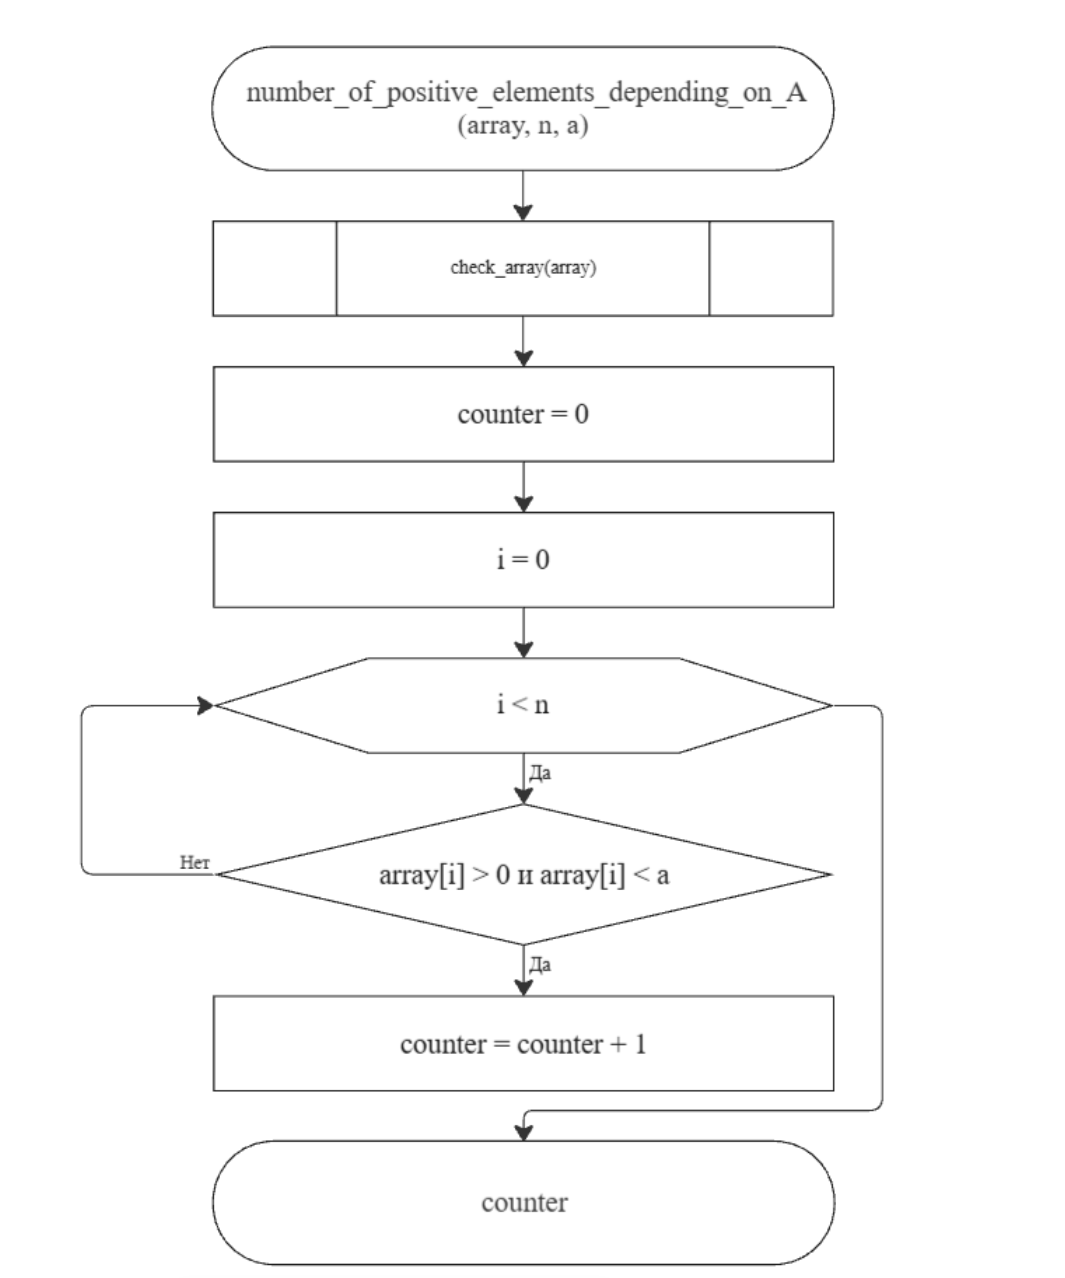 number_of_positive_elements_depending_on_A
(array, n, a)
check_array(array)
counter = 0
i = 0
i < n
Да
Нет
array[i] > 0 и array[i] < a
Да
counter = counter + 1
counter